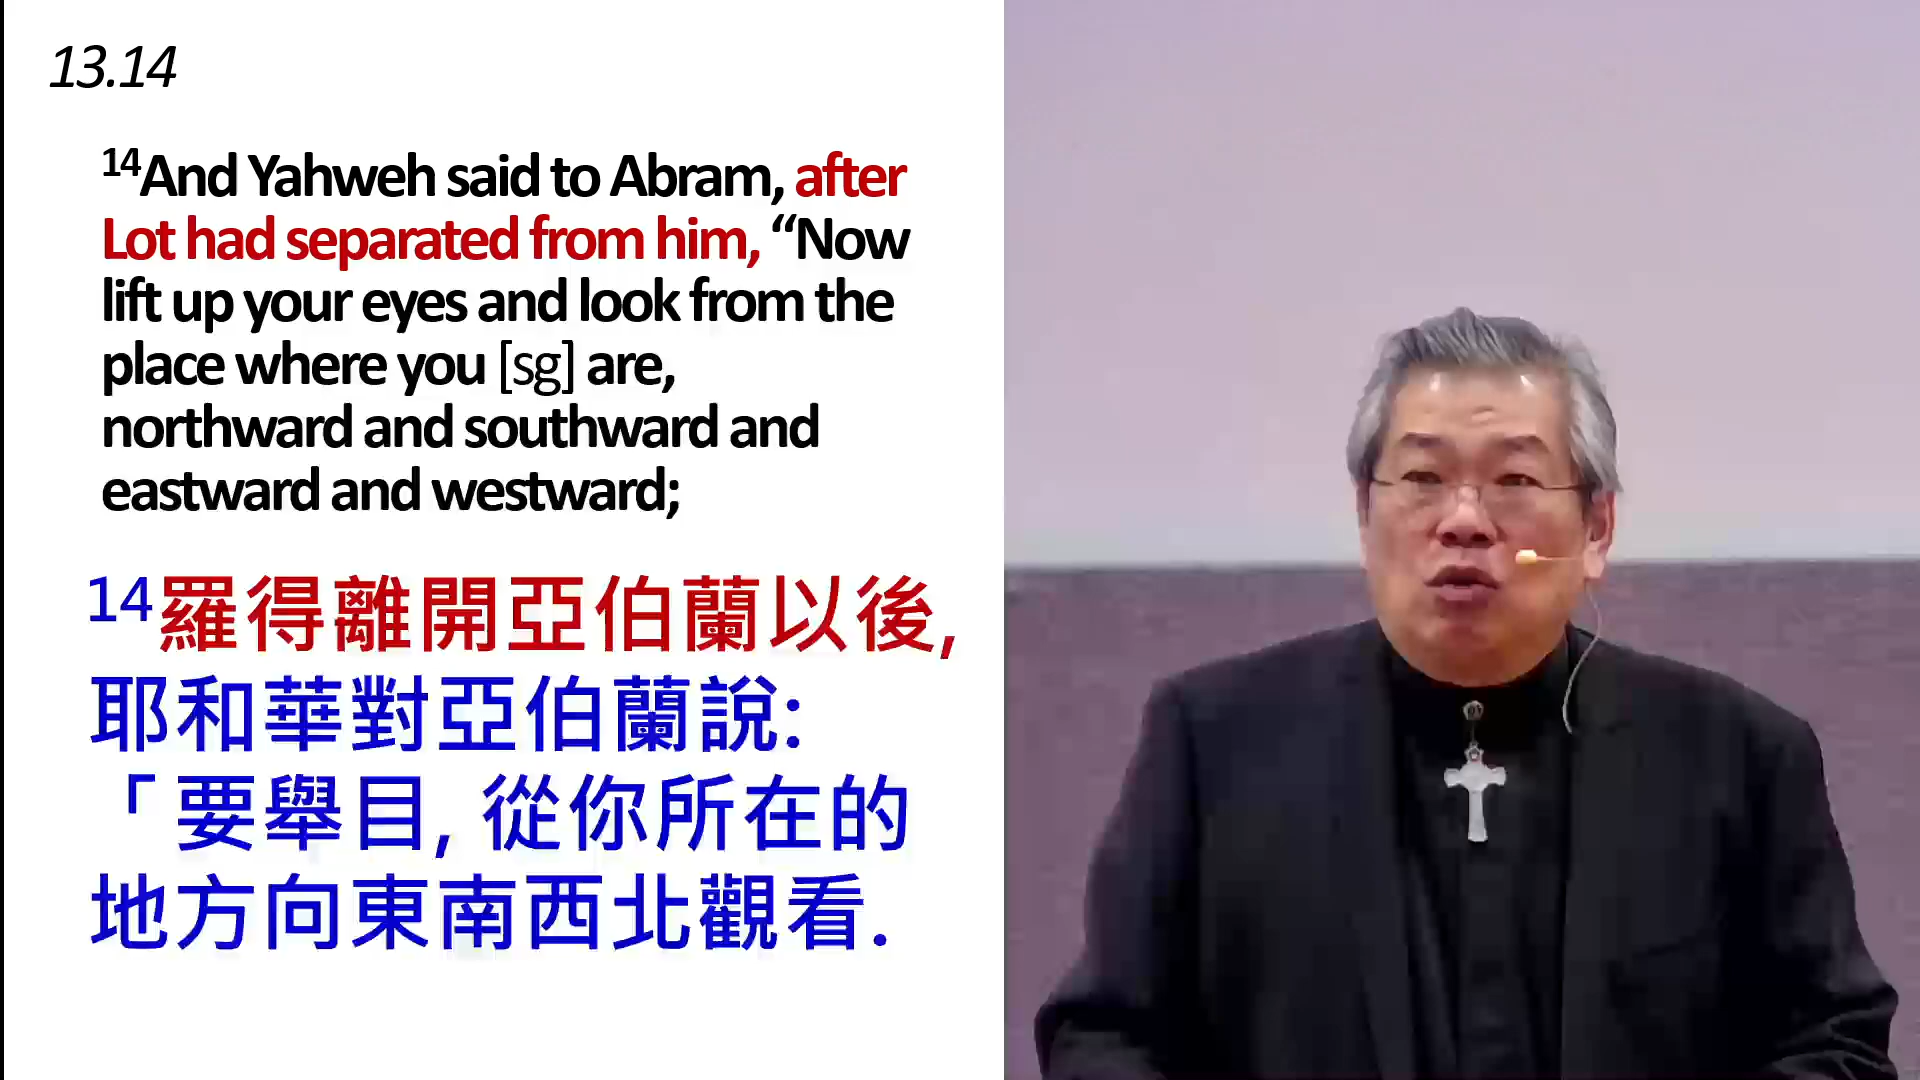 13.14
14And Yahweh said to Abram, after
Lot had separated from him, “Now
lift up your eyes and look from the
place where you [sg] are,
northward and southward and
eastward and westward;
14羅得離開亞伯蘭以後,
耶和華對亞伯蘭說:
「要舉目, 從你所在的
地方向東南西北觀看.